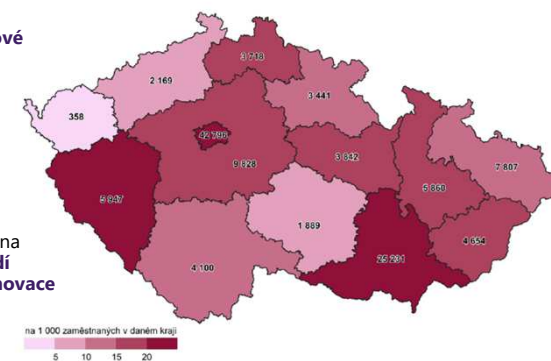 ové
3 718
2 169
3 441
358
42 796
9 828
3 842
7 807
5 860
5 947
1 889
4 654
na
25 231
dí
4 100
novace
na 1 000 zaměstnaných v daném kraji
5 10 15 20